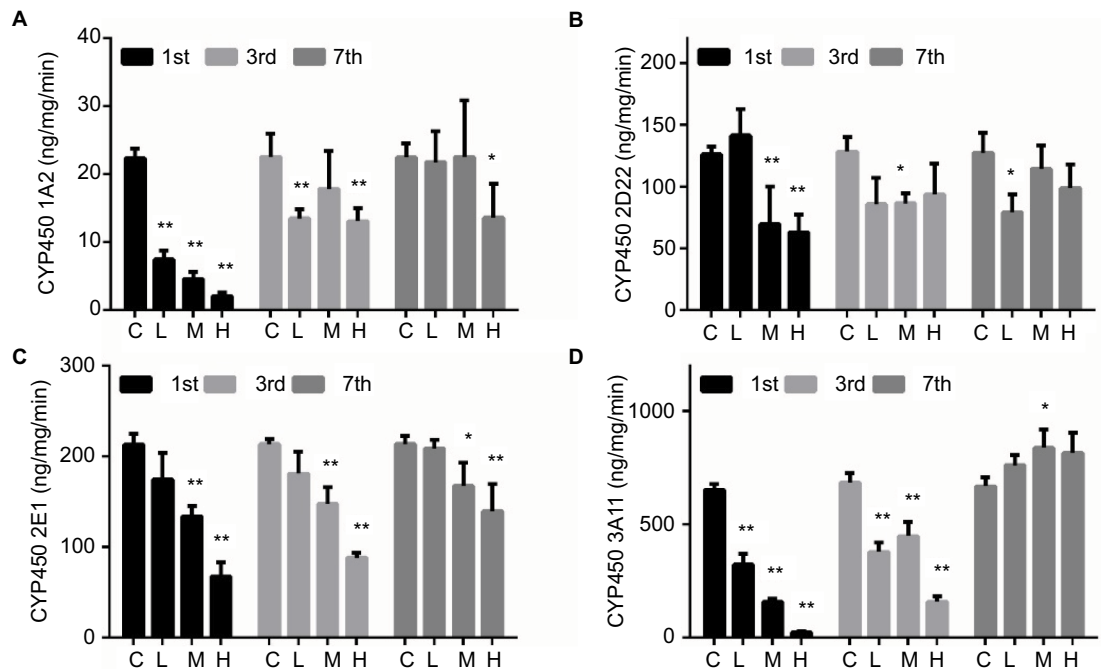 A
CYP450 1A2 (ng/mg/min)
40
30
20
10
0
1st 3rd 7th
** ** ** ** ** *
C L M H C L M H C L M H
B
CYP450 2D22 (ng/mg/min)
200
150
100
50
0
1st 3rd 7th
** ** * *
C L M H C L M H C L M H
C
CYP450 2E1 (ng/mg/min)
300
200
100
0
1st 3rd 7th
** ** ** ** * **
C L M H C L M H C L M H
D
CYP450 3A11 (ng/mg/min)
1000
500
0
1st 3rd 7th
** ** ** ** ** ** *
C L M H C L M H C L M H